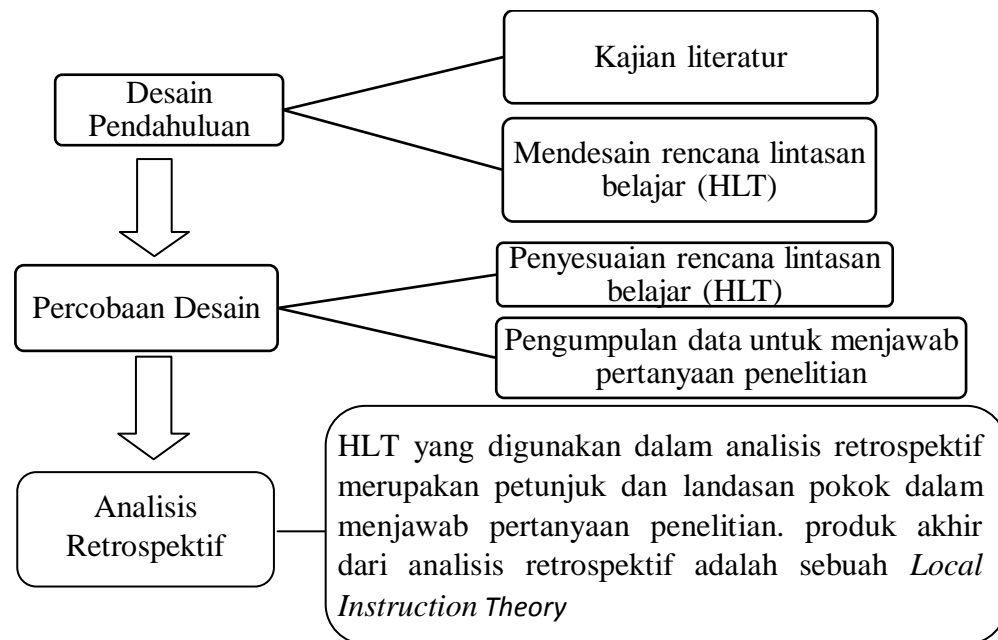 Desain
Pendahuluan
Kajian literatur
Mendesain rencana lintasan
belajar (HLT)
Percobaan Desain
Penyesuaian rencana lintasan
belajar (HLT)
Pengumpulan data untuk menjawab
pertanyaan penelitian
Analisis
Retrospektif
HLT yang digunakan dalam analisis retrospektif
merupakan petunjuk dan landasan pokok dalam
menjawab pertanyaan penelitian. produk akhir
dari analisis retrospektif adalah sebuah Local
Instruction Theory